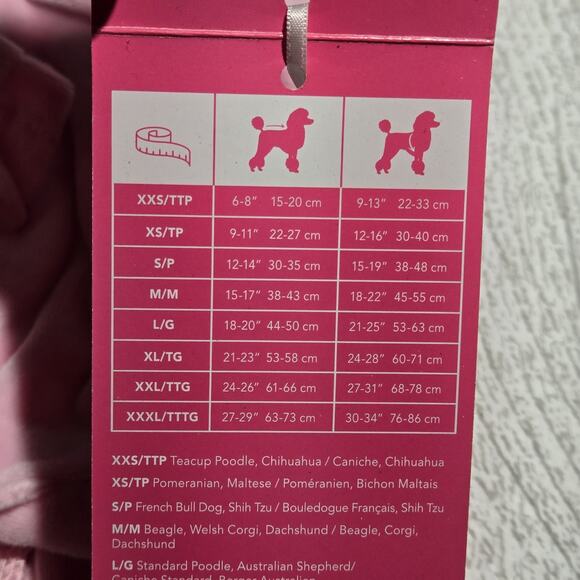 XXS/TTP 6-8” 15-20 cm 9-13” 22-33 cm
XS/TP 9-11” 22-27 cm 12-16” 30-40 cm
S/P 12-14” 30-35 cm 15-19” 38-48 cm
M/M 15-17” 38-43 cm 18-22” 45-55 cm
L/G 18-20” 44-50 cm 21-25” 53-63 cm
XL/TG 21-23” 53-58 cm 24-28” 60-71 cm
XXL/TTG 24-26” 61-66 cm 27-31” 68-78 cm
XXXL/TTTG 27-29” 63-73 cm 30-34” 76-86 cm
XXS/TTP Teacup Poodle, Chihuahua / Caniche, Chihuahua
XS/TP Pomeranian, Maltese / Poméranien, Bichon Maltais
S/P French Bull Dog, Shih Tzu / Bouledogue Français, Shih Tzu
M/M Beagle, Welsh Corgi, Dachshund / Beagle, Corgi,
Dachshund
L/G Standard Poodle, Australian Shepherd/
Caniche Standard, Berger Australien